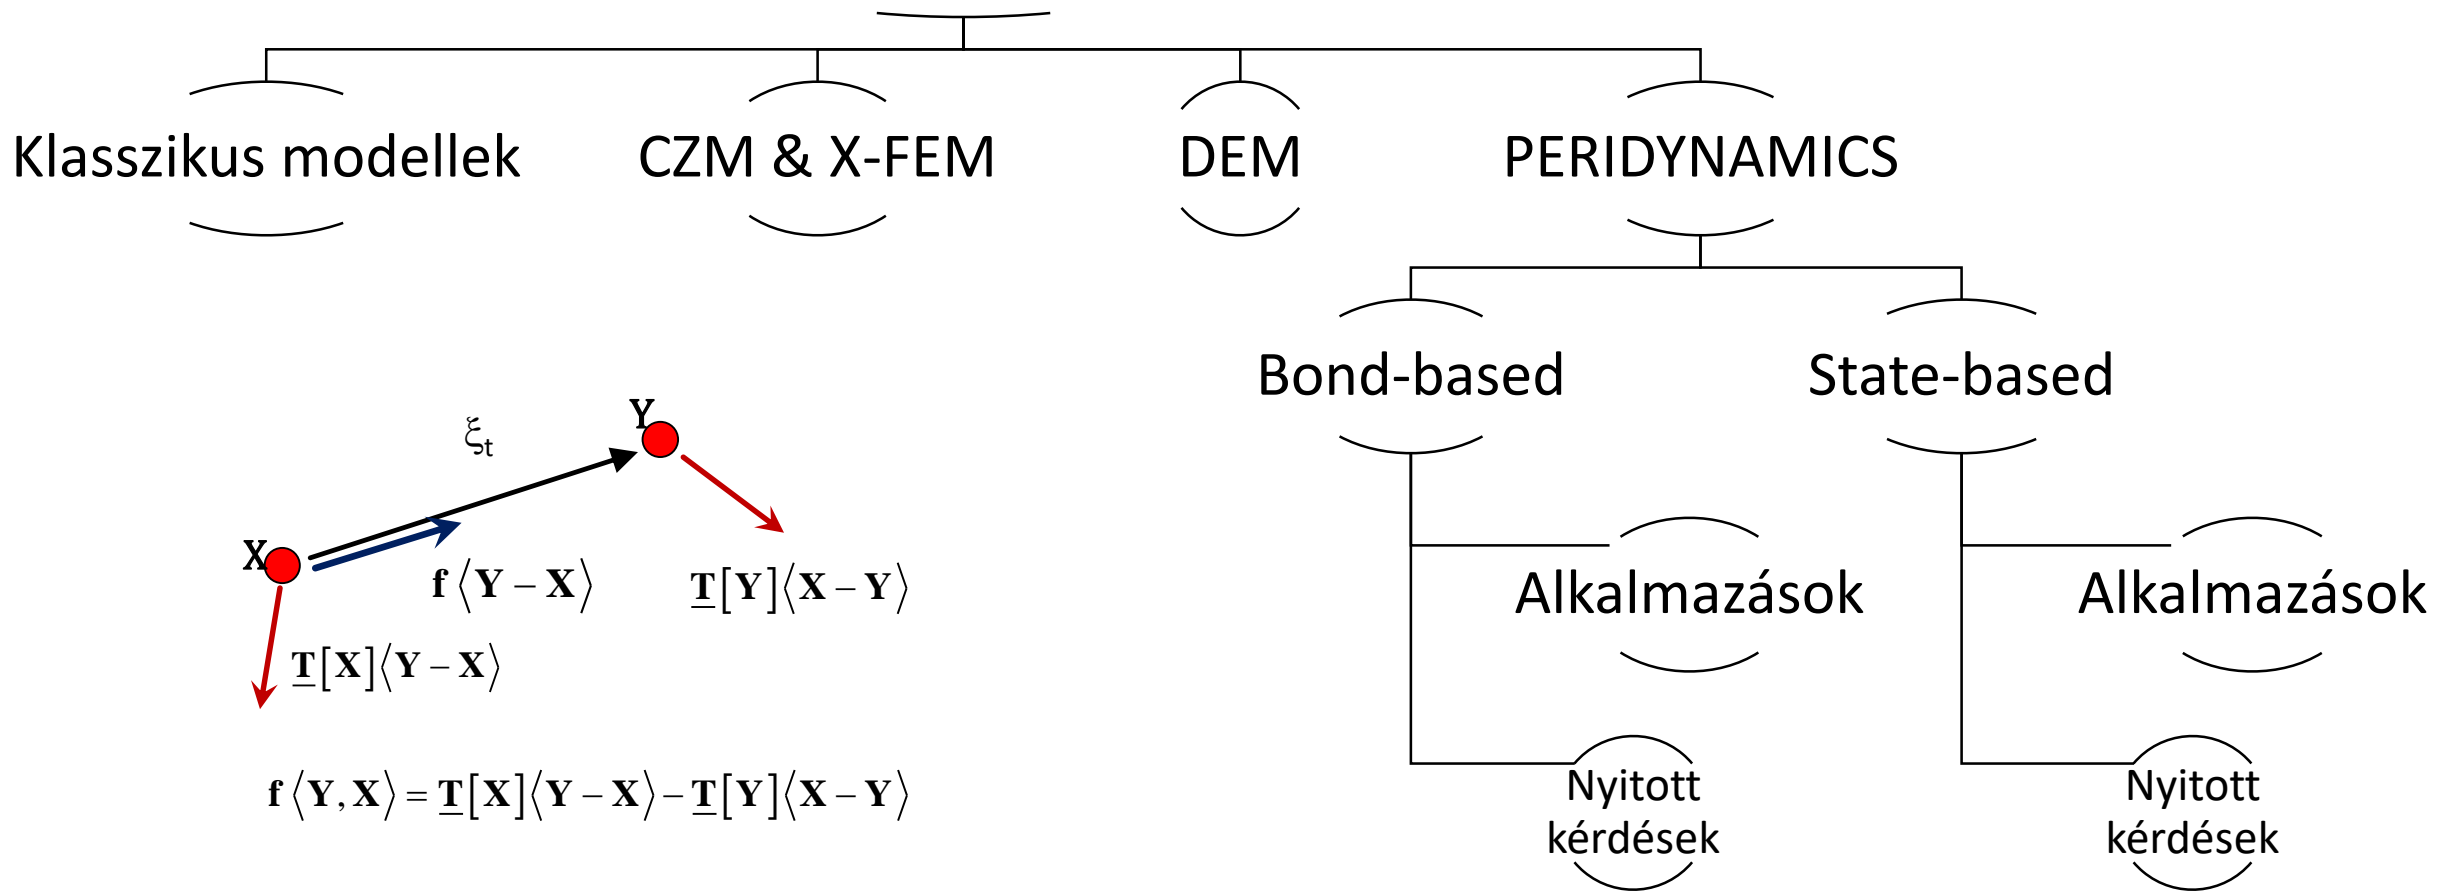 Klasszikus modellek
CZM & X-FEM
DEM
PERIDYNAMICS
Bond-based
State-based
Y
ξt
X
f⟨Y − X⟩
T[Y]⟨X − Y⟩
T[X]⟨Y − X⟩
f⟨Y, X⟩ = T[X]⟨Y − X⟩ − T[Y]⟨X − Y⟩
Alkalmazások
Alkalmazások
Nyitott
kérdések
Nyitott
kérdések